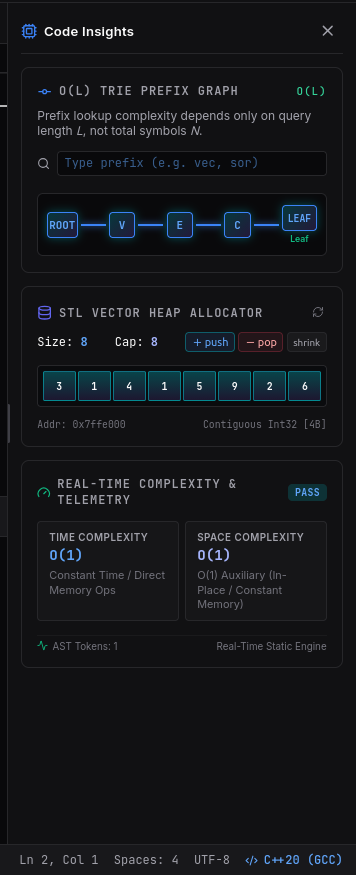 Code Insights
O(L) TRIE PREFIX GRAPH O(L)
Prefix lookup complexity depends only on query
length L, not total symbols N.
Type prefix (e.g. vec, sor)
ROOT V E C LEAF
Leaf
STL VECTOR HEAP ALLOCATOR
Size: 8 Cap: 8 + push − pop shrink
3 1 4 1 5 9 2 6
Addr: 0x7ffe000 Contiguous Int32 [4B]
REAL-TIME COMPLEXITY &
TELEMETRY
PASS
TIME COMPLEXITY
O(1)
Constant Time / Direct
Memory Ops
SPACE COMPLEXITY
O(1)
O(1) Auxiliary (In-
Place / Constant
Memory)
AST Tokens: 1 Real-Time Static Engine
Ln 2, Col 1 Spaces: 4 UTF-8 C++20 (GCC)